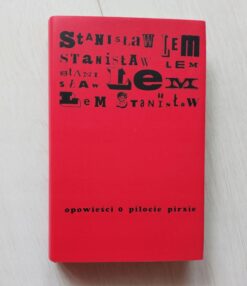 STANISŁAW LEM
STANISŁAW LEM
STANI
SŁAW LEM
LEM STANISŁAW
opowieści o pilocie pirxie